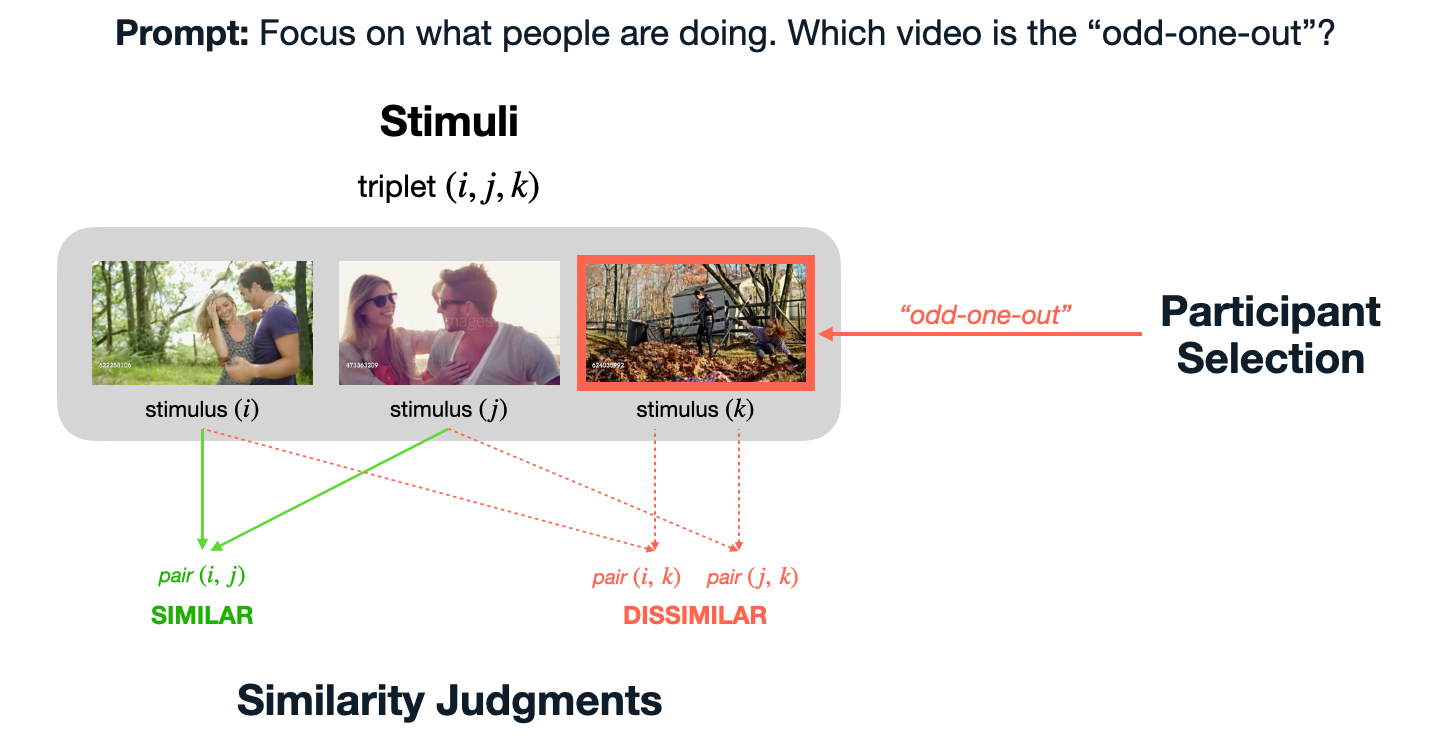 Prompt: Focus on what people are doing. Which video is the “odd-one-out”?
Stimuli
triplet (i, j, k)
622258106
images
473363209
624035992
stimulus (i)
stimulus (j)
stimulus (k)
“odd-one-out”
Participant
Selection
pair (i, j)
SIMILAR
pair (i, k)
pair (j, k)
DISSIMILAR
Similarity Judgments